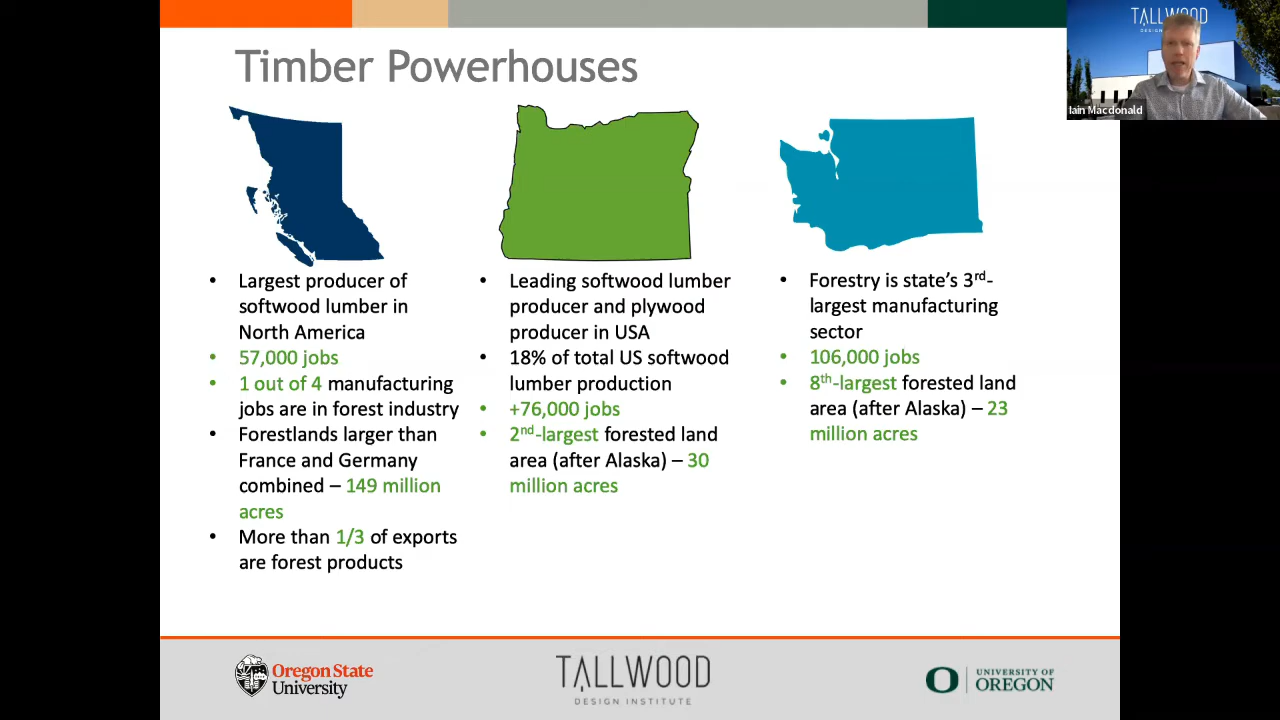 Timber Powerhouses
TALLWOOD
Iain Macdonald
• Largest producer of
softwood lumber in
North America
• 57,000 jobs
• 1 out of 4 manufacturing
jobs are in forest industry
• Forestlands larger than
France and Germany
combined – 149 million
acres
• More than 1/3 of exports
are forest products
• Leading softwood lumber
producer and plywood
producer in USA
• 18% of total US softwood
lumber production
• +76,000 jobs
• 2nd-largest forested land
area (after Alaska) – 30
million acres
• Forestry is state’s 3rd-
largest manufacturing
sector
• 106,000 jobs
• 8th-largest forested land
area (after Alaska) – 23
million acres
Oregon State
University
TALLWOOD
DESIGN INSTITUTE
UNIVERSITY OF
OREGON